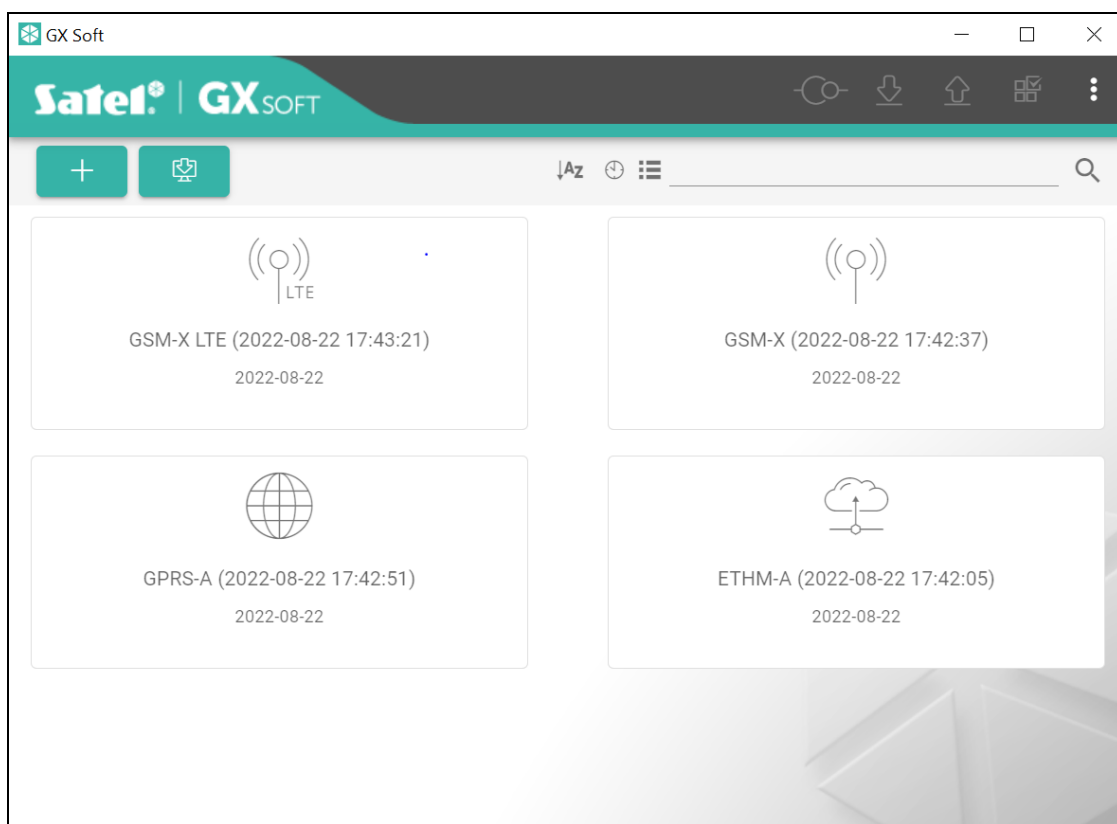 GX Soft
Satel® | GX SOFT
AZ
LTE
GSM-X LTE (2022-08-22 17:43:21)
2022-08-22
GSM-X (2022-08-22 17:42:37)
2022-08-22
GPRS-A (2022-08-22 17:42:51)
2022-08-22
ETHM-A (2022-08-22 17:42:05)
2022-08-22